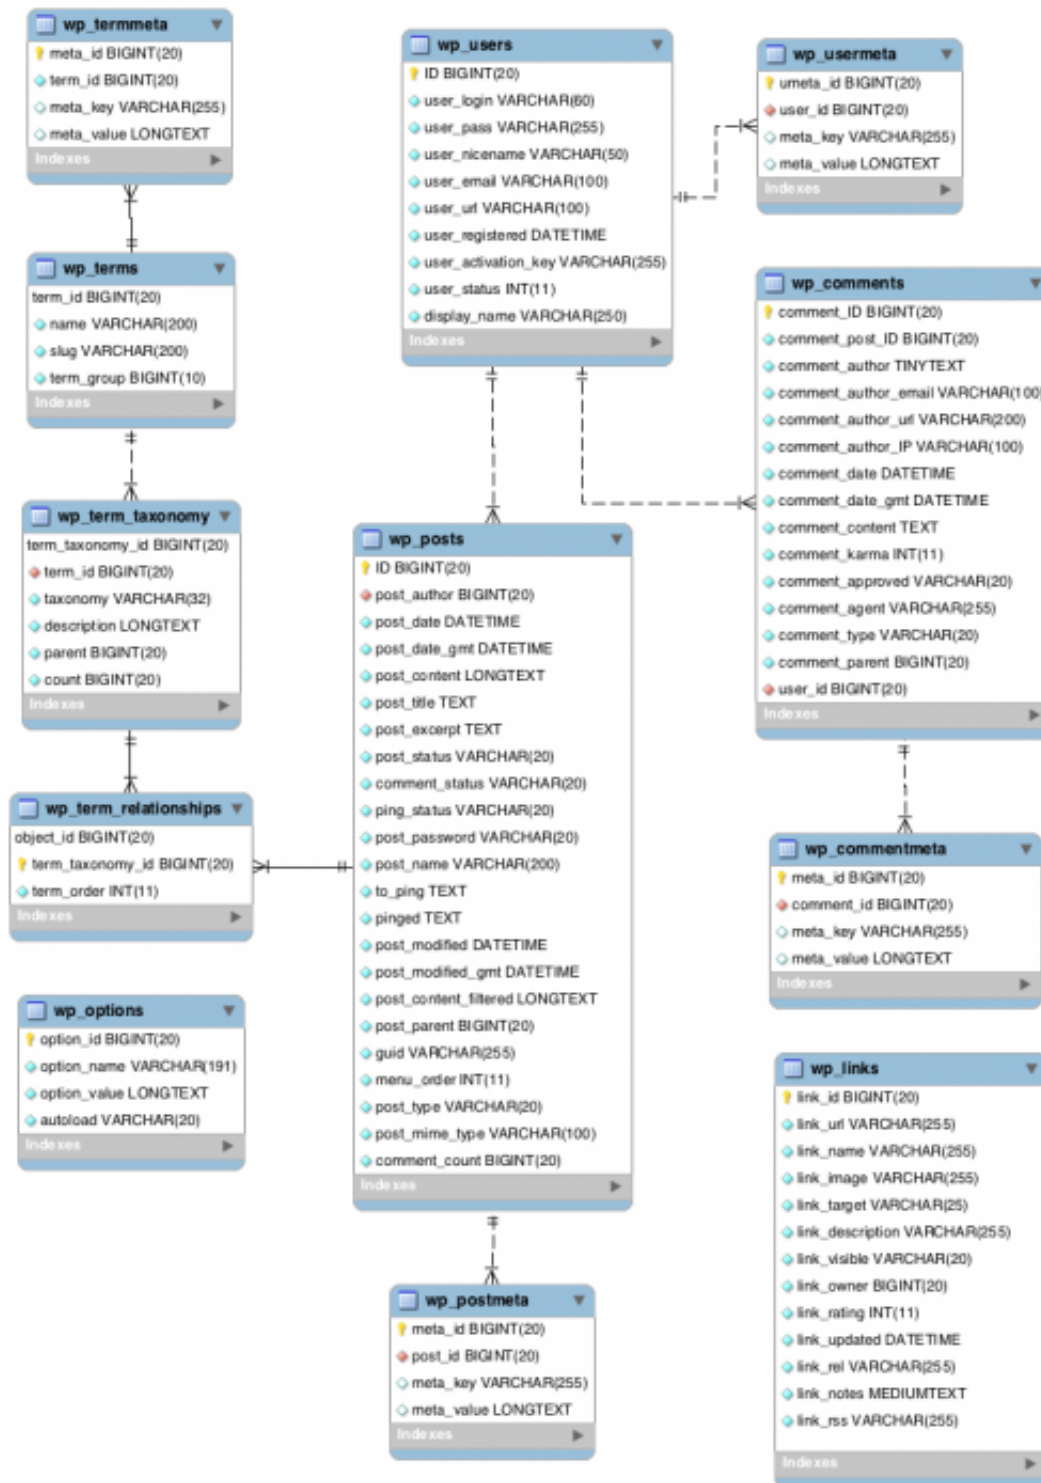 wp_termmeta
meta_id BIGINT(20)
term_id BIGINT(20)
meta_key VARCHAR(255)
meta_value LONGTEXT
Indexes
wp_terms
term_id BIGINT(20)
name VARCHAR(200)
slug VARCHAR(200)
term_group BIGINT(10)
Indexes
wp_term_taxonomy
term_taxonomy_id BIGINT(20)
term_id BIGINT(20)
taxonomy VARCHAR(32)
description LONGTEXT
parent BIGINT(20)
count BIGINT(20)
Indexes
wp_term_relationships
object_id BIGINT(20)
term_taxonomy_id BIGINT(20)
term_order INT(11)
Indexes
wp_options
option_id BIGINT(20)
option_name VARCHAR(191)
option_value LONGTEXT
autoload VARCHAR(20)
Indexes
wp_users
ID BIGINT(20)
user_login VARCHAR(60)
user_pass VARCHAR(255)
user_nicename VARCHAR(50)
user_email VARCHAR(100)
user_url VARCHAR(100)
user_registered DATETIME
user_activation_key VARCHAR(255)
user_status INT(11)
display_name VARCHAR(250)
Indexes
wp_posts
ID BIGINT(20)
post_author BIGINT(20)
post_date DATETIME
post_date_gmt DATETIME
post_content LONGTEXT
post_title TEXT
post_excerpt TEXT
post_status VARCHAR(20)
comment_status VARCHAR(20)
ping_status VARCHAR(20)
post_password VARCHAR(20)
post_name VARCHAR(200)
to_ping TEXT
pinged TEXT
post_modified DATETIME
post_modified_gmt DATETIME
post_content_filtered LONGTEXT
post_parent BIGINT(20)
guid VARCHAR(255)
menu_order INT(11)
post_type VARCHAR(20)
post_mime_type VARCHAR(100)
comment_count BIGINT(20)
Indexes
wp_postmeta
meta_id BIGINT(20)
post_id BIGINT(20)
meta_key VARCHAR(255)
meta_value LONGTEXT
Indexes
wp_usermeta
umeta_id BIGINT(20)
user_id BIGINT(20)
meta_key VARCHAR(255)
meta_value LONGTEXT
Indexes
wp_comments
comment_ID BIGINT(20)
comment_post_ID BIGINT(20)
comment_author TINYTEXT
comment_author_email VARCHAR(100)
comment_author_url VARCHAR(200)
comment_author_IP VARCHAR(100)
comment_date DATETIME
comment_date_gmt DATETIME
comment_content TEXT
comment_karma INT(11)
comment_approved VARCHAR(20)
comment_agent VARCHAR(255)
comment_type VARCHAR(20)
comment_parent BIGINT(20)
user_id BIGINT(20)
Indexes
wp_commentmeta
meta_id BIGINT(20)
comment_id BIGINT(20)
meta_key VARCHAR(255)
meta_value LONGTEXT
Indexes
wp_links
link_id BIGINT(20)
link_url VARCHAR(255)
link_name VARCHAR(255)
link_image VARCHAR(255)
link_target VARCHAR(25)
link_description VARCHAR(255)
link_visible VARCHAR(20)
link_owner BIGINT(20)
link_rating INT(11)
link_updated DATETIME
link_rel VARCHAR(255)
link_notes MEDIUMTEXT
link_rss VARCHAR(255)
Indexes